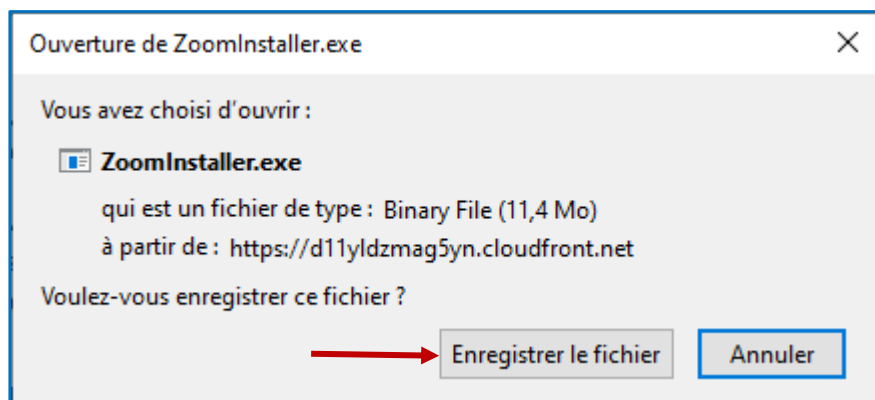 Ouverture de ZoomInstaller.exe
Vous avez choisi d'ouvrir :
ZoomInstaller.exe
qui est un fichier de type : Binary File (11,4 Mo)
à partir de : https://d11yldzmag5yn.cloudfront.net
Voulez-vous enregistrer ce fichier ?
Enregistrer le fichier Annuler